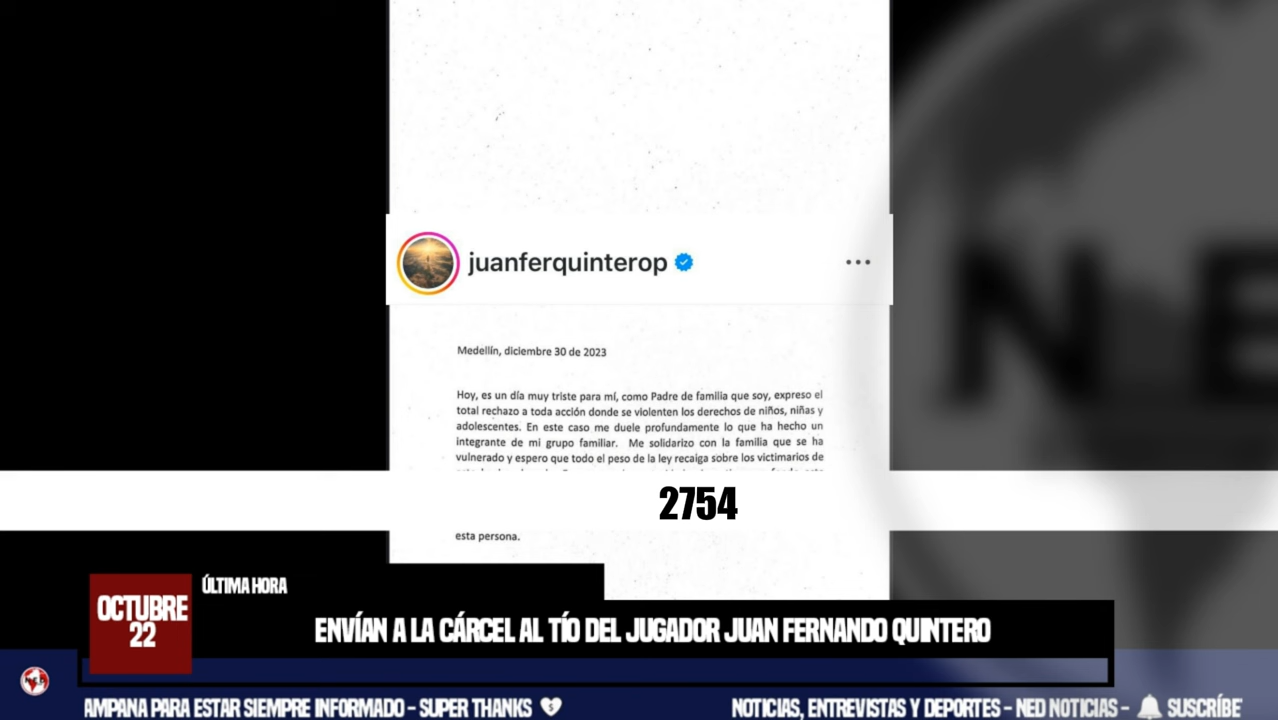 juanferquinterop
Medellín, diciembre 30 de 2023
Hoy, es un día muy triste para mí, como Padre de familia que soy, expreso el
total rechazo a toda acción donde se violenten los derechos de niños, niñas y
adolescentes. En este caso me duele profundamente lo que ha hecho un
integrante de mi grupo familiar. Me solidarizo con la familia que se ha
vulnerado y espero que todo el peso de la ley recaiga sobre los victimarios de
2754
esta persona.
NE
OCTUBRE
22
ÚLTIMA HORA
ENVÍAN A LA CÁRCEL AL TÍO DEL JUGADOR JUAN FERNANDO QUINTERO
AMPANA PARA ESTAR SIEMPRE INFORMADO - SUPER THANKS
NOTICIAS, ENTREVISTAS Y DEPORTES - NED NOTICIAS - SUSCRÍBE